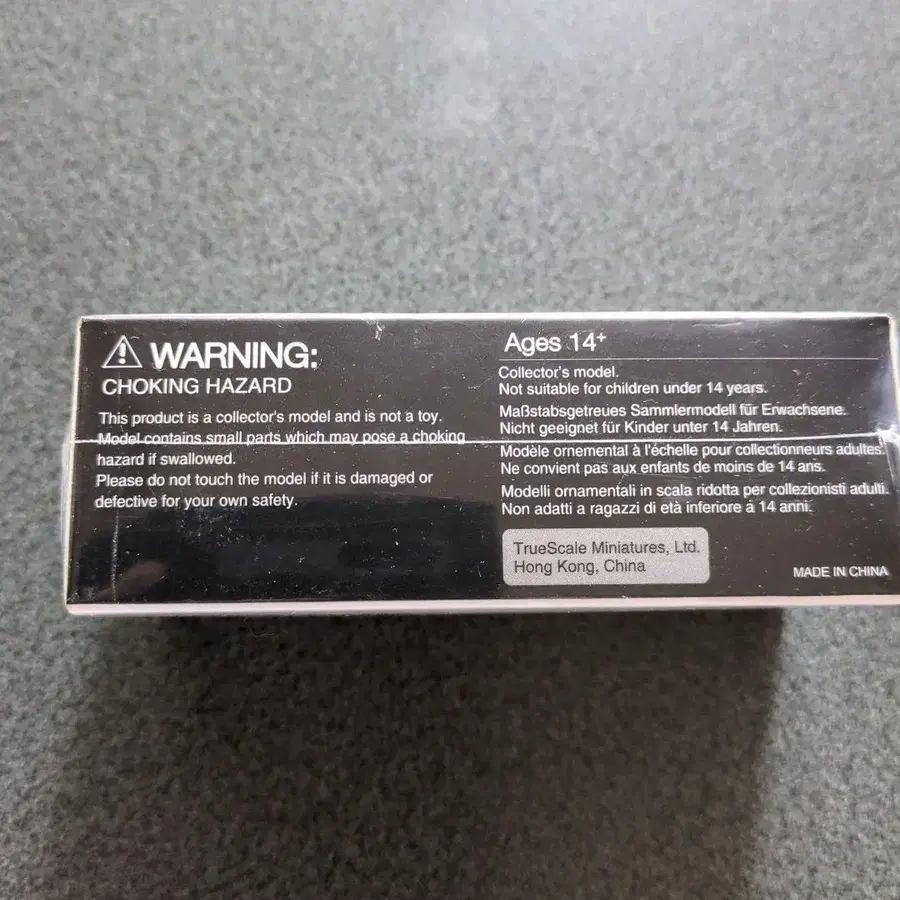 WARNING:
CHOKING HAZARD
This product is a collector's model and is not a toy.
Model contains small parts which may pose a choking
hazard if swallowed.
Please do not touch the model if it is damaged or
defective for your own safety.
Ages 14+
Collector's model.
Not suitable for children under 14 years.
Maßstabsgetreues Sammlermodell für Erwachsene.
Nicht geeignet für Kinder unter 14 Jahren.
Modèle ornemental à l'échelle pour collectionneurs adultes.
Ne convient pas aux enfants de moins de 14 ans.
Modelli ornamentali in scala ridotta per collezionisti adulti.
Non adatti a ragazzi di età inferiore á 14 anni.
TrueScale Miniatures, Ltd.
Hong Kong, China
MADE IN CHINA